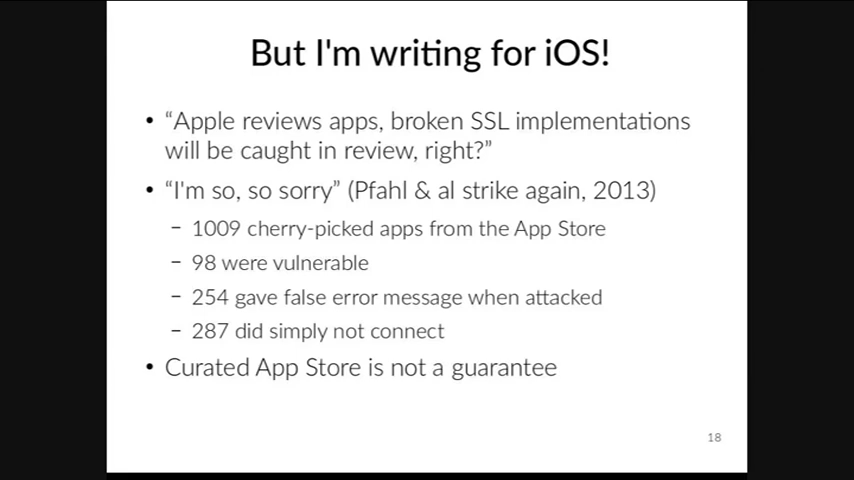 But I'm writing for iOS!
• “Apple reviews apps, broken SSL implementations
will be caught in review, right?”
• “I'm so, so sorry” (Pfahl & al strike again, 2013)
– 1009 cherry-picked apps from the App Store
– 98 were vulnerable
– 254 gave false error message when attacked
– 287 did simply not connect
• Curated App Store is not a guarantee
18